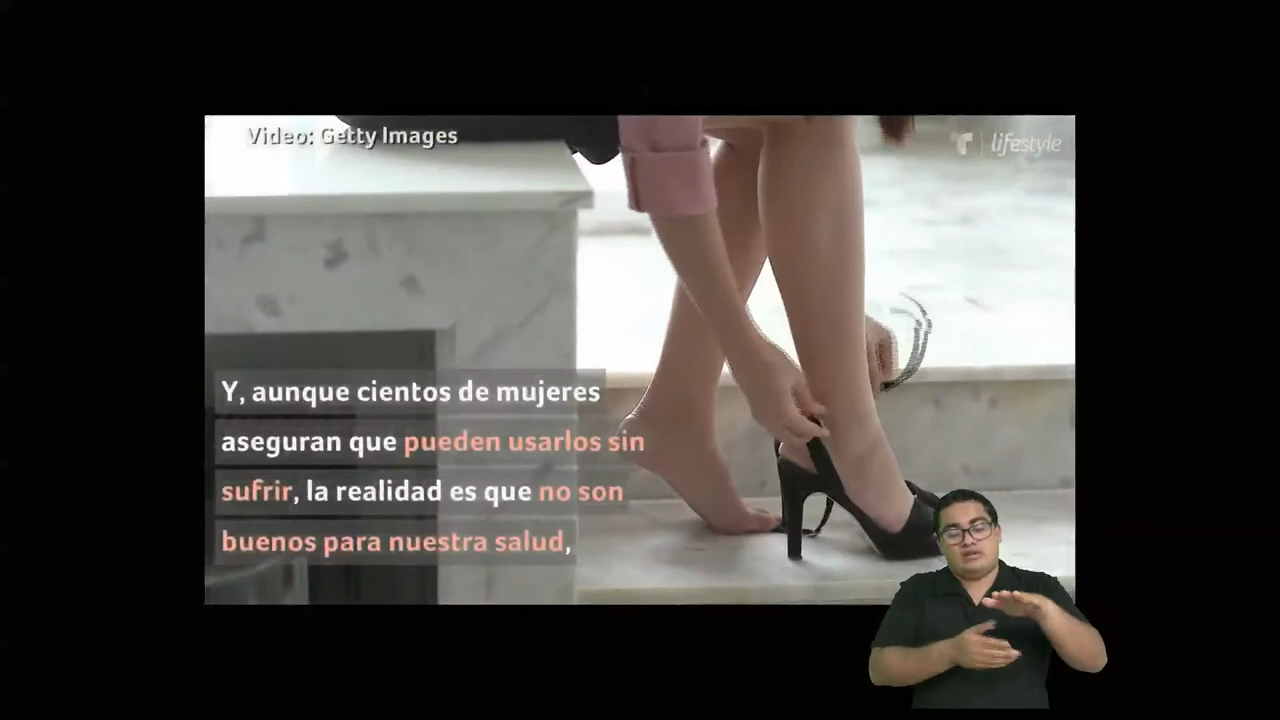 Video: Getty Images
lifestyle
Y, aunque cientos de mujeres
aseguran que pueden usarlos sin
sufrir, la realidad es que no son
buenos para nuestra salud,